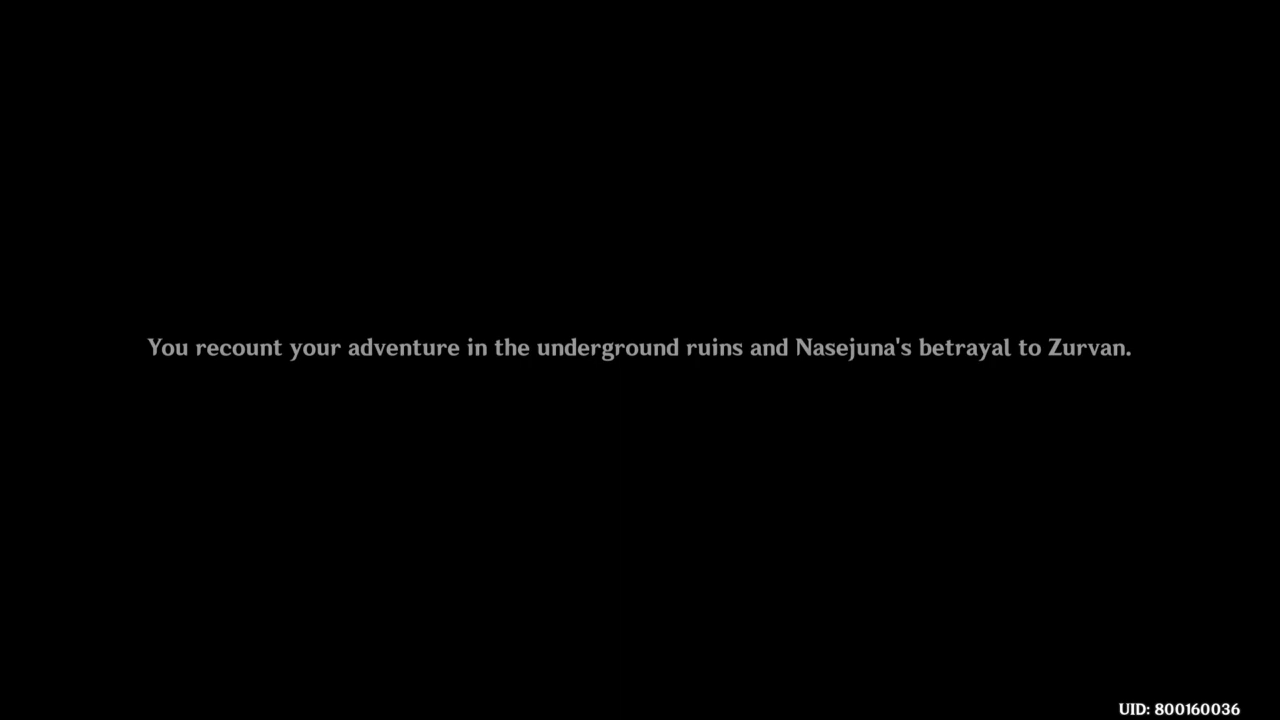 You recount your adventure in the underground ruins and Nasejuna's betrayal to Zurvan.
UID: 800160036